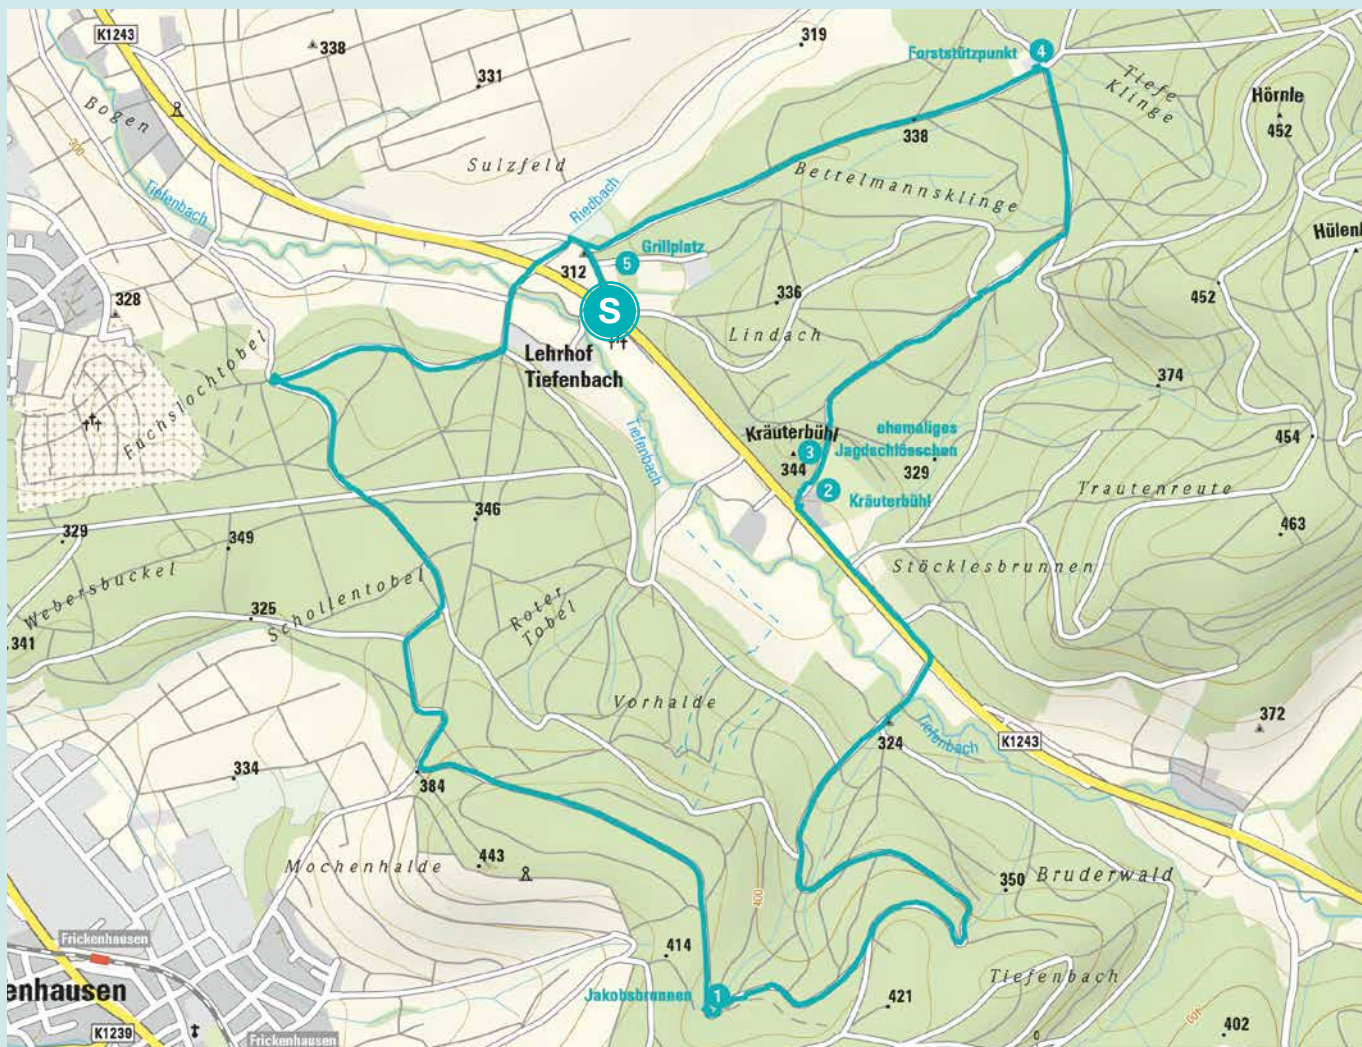 K1243
338
331
319
Forststützpunkt
4
Tiefe
Klinge
Hörnle
452
Bogen
300
Sulzfeld
338
Bettelmannsklinge
Tiefenbach
Riedbach
Grillplatz
5
312
S
336
452
328
Lindach
Lehrhof
Tiefenbach
Fuchslochtobel
374
Kräuterbühl
344
3
ehemaliges
Jagdschlösschen
329
454
Tiefenbach
2
Kräuterbühl
Trautenreute
346
463
329
349
Stöcklesbrunnen
Webersbuckel
Schollentobel
325
Roter
Tobel
341
Vorhalde
324
Tiefenbach
K1243
372
334
384
Mochenhalde
443
400
350
Bruderwald
Frickenhausen
414
Tiefenbach
enhausen
Jakobsbrunnen
1
421
400
402
K1239
Frickenhausen